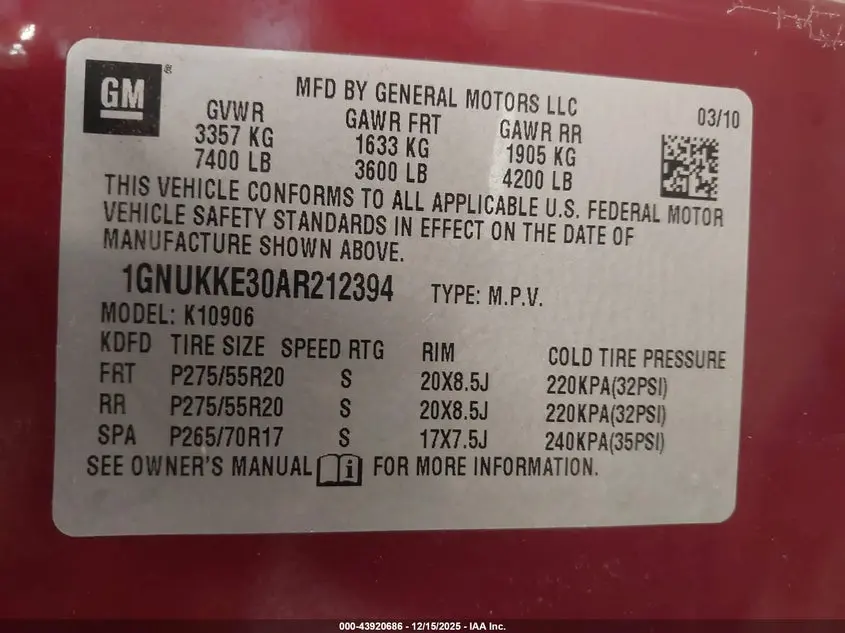 GM ®
MFD BY GENERAL MOTORS LLC
03/10
GVWR GAWR FRT GAWR RR
3357 KG 1633 KG 1905 KG
7400 LB 3600 LB 4200 LB
THIS VEHICLE CONFORMS TO ALL APPLICABLE U.S. FEDERAL MOTOR
VEHICLE SAFETY STANDARDS IN EFFECT ON THE DATE OF
MANUFACTURE SHOWN ABOVE.
1GNUKKE30AR212394 TYPE: M.P.V.
MODEL: K10906
KDFD TIRE SIZE SPEED RTG RIM COLD TIRE PRESSURE
FRT P275/55R20 S 20X8.5J 220KPA(32PSI)
RR P275/55R20 S 20X8.5J 220KPA(32PSI)
SPA P265/70R17 S 17X7.5J 240KPA(35PSI)
SEE OWNER'S MANUAL i FOR MORE INFORMATION.
000-43920686 - 12/15/2025 - IAA Inc.